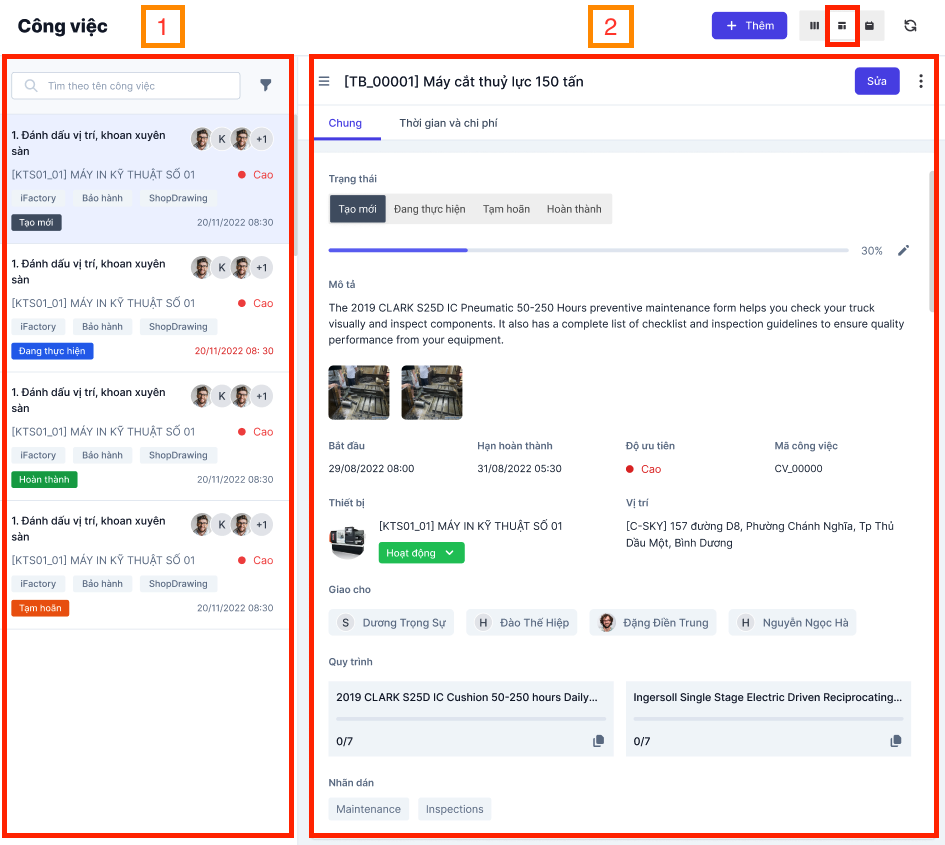 Công việc
1
2
Thêm
Tìm theo tên công việc
1. Đánh dấu vị trí, khoan xuyên
sàn
K
+1
[KTS01_01] MÁY IN KỸ THUẬT SỐ 01
Cao
iFactory
Bảo hành
ShopDrawing
Tạo mới
20/11/2022 08:30
1. Đánh dấu vị trí, khoan xuyên
sàn
K
+1
[KTS01_01] MÁY IN KỸ THUẬT SỐ 01
Cao
iFactory
Bảo hành
ShopDrawing
Đang thực hiện
20/11/2022 08: 30
1. Đánh dấu vị trí, khoan xuyên
sàn
K
+1
[KTS01_01] MÁY IN KỸ THUẬT SỐ 01
Cao
iFactory
Bảo hành
ShopDrawing
Hoàn thành
20/11/2022 08:30
1. Đánh dấu vị trí, khoan xuyên
sàn
K
+1
[KTS01_01] MÁY IN KỸ THUẬT SỐ 01
Cao
iFactory
Bảo hành
ShopDrawing
Tạm hoãn
20/11/2022 08:30
[TB_00001] Máy cắt thuỷ lực 150 tấn
Sửa
Chung
Thời gian và chi phí
Trạng thái
Tạo mới
Đang thực hiện
Tạm hoãn
Hoàn thành
30%
Mô tả
The 2019 CLARK S25D IC Pneumatic 50-250 Hours preventive maintenance form helps you check your truck
visually and inspect components. It also has a complete list of checklist and inspection guidelines to ensure quality
performance from your equipment.
Bắt đầu
Hạn hoàn thành
Độ ưu tiên
Mã công việc
29/08/2022 08:00
31/08/2022 05:30
Cao
CV_00000
Thiết bị
Vị trí
[KTS01_01] MÁY IN KỸ THUẬT SỐ 01
Hoạt động
[C-SKY] 157 đường D8, Phường Chánh Nghĩa, Tp Thủ
Dầu Một, Bình Dương
Giao cho
S
Dương Trọng Sự
H
Đào Thế Hiệp
Đặng Điền Trung
H
Nguyễn Ngọc Hà
Quy trình
2019 CLARK S25D IC Cushion 50-250 hours Daily...
0/7
Ingersoll Single Stage Electric Driven Reciprocating...
0/7
Nhãn dán
Maintenance
Inspections